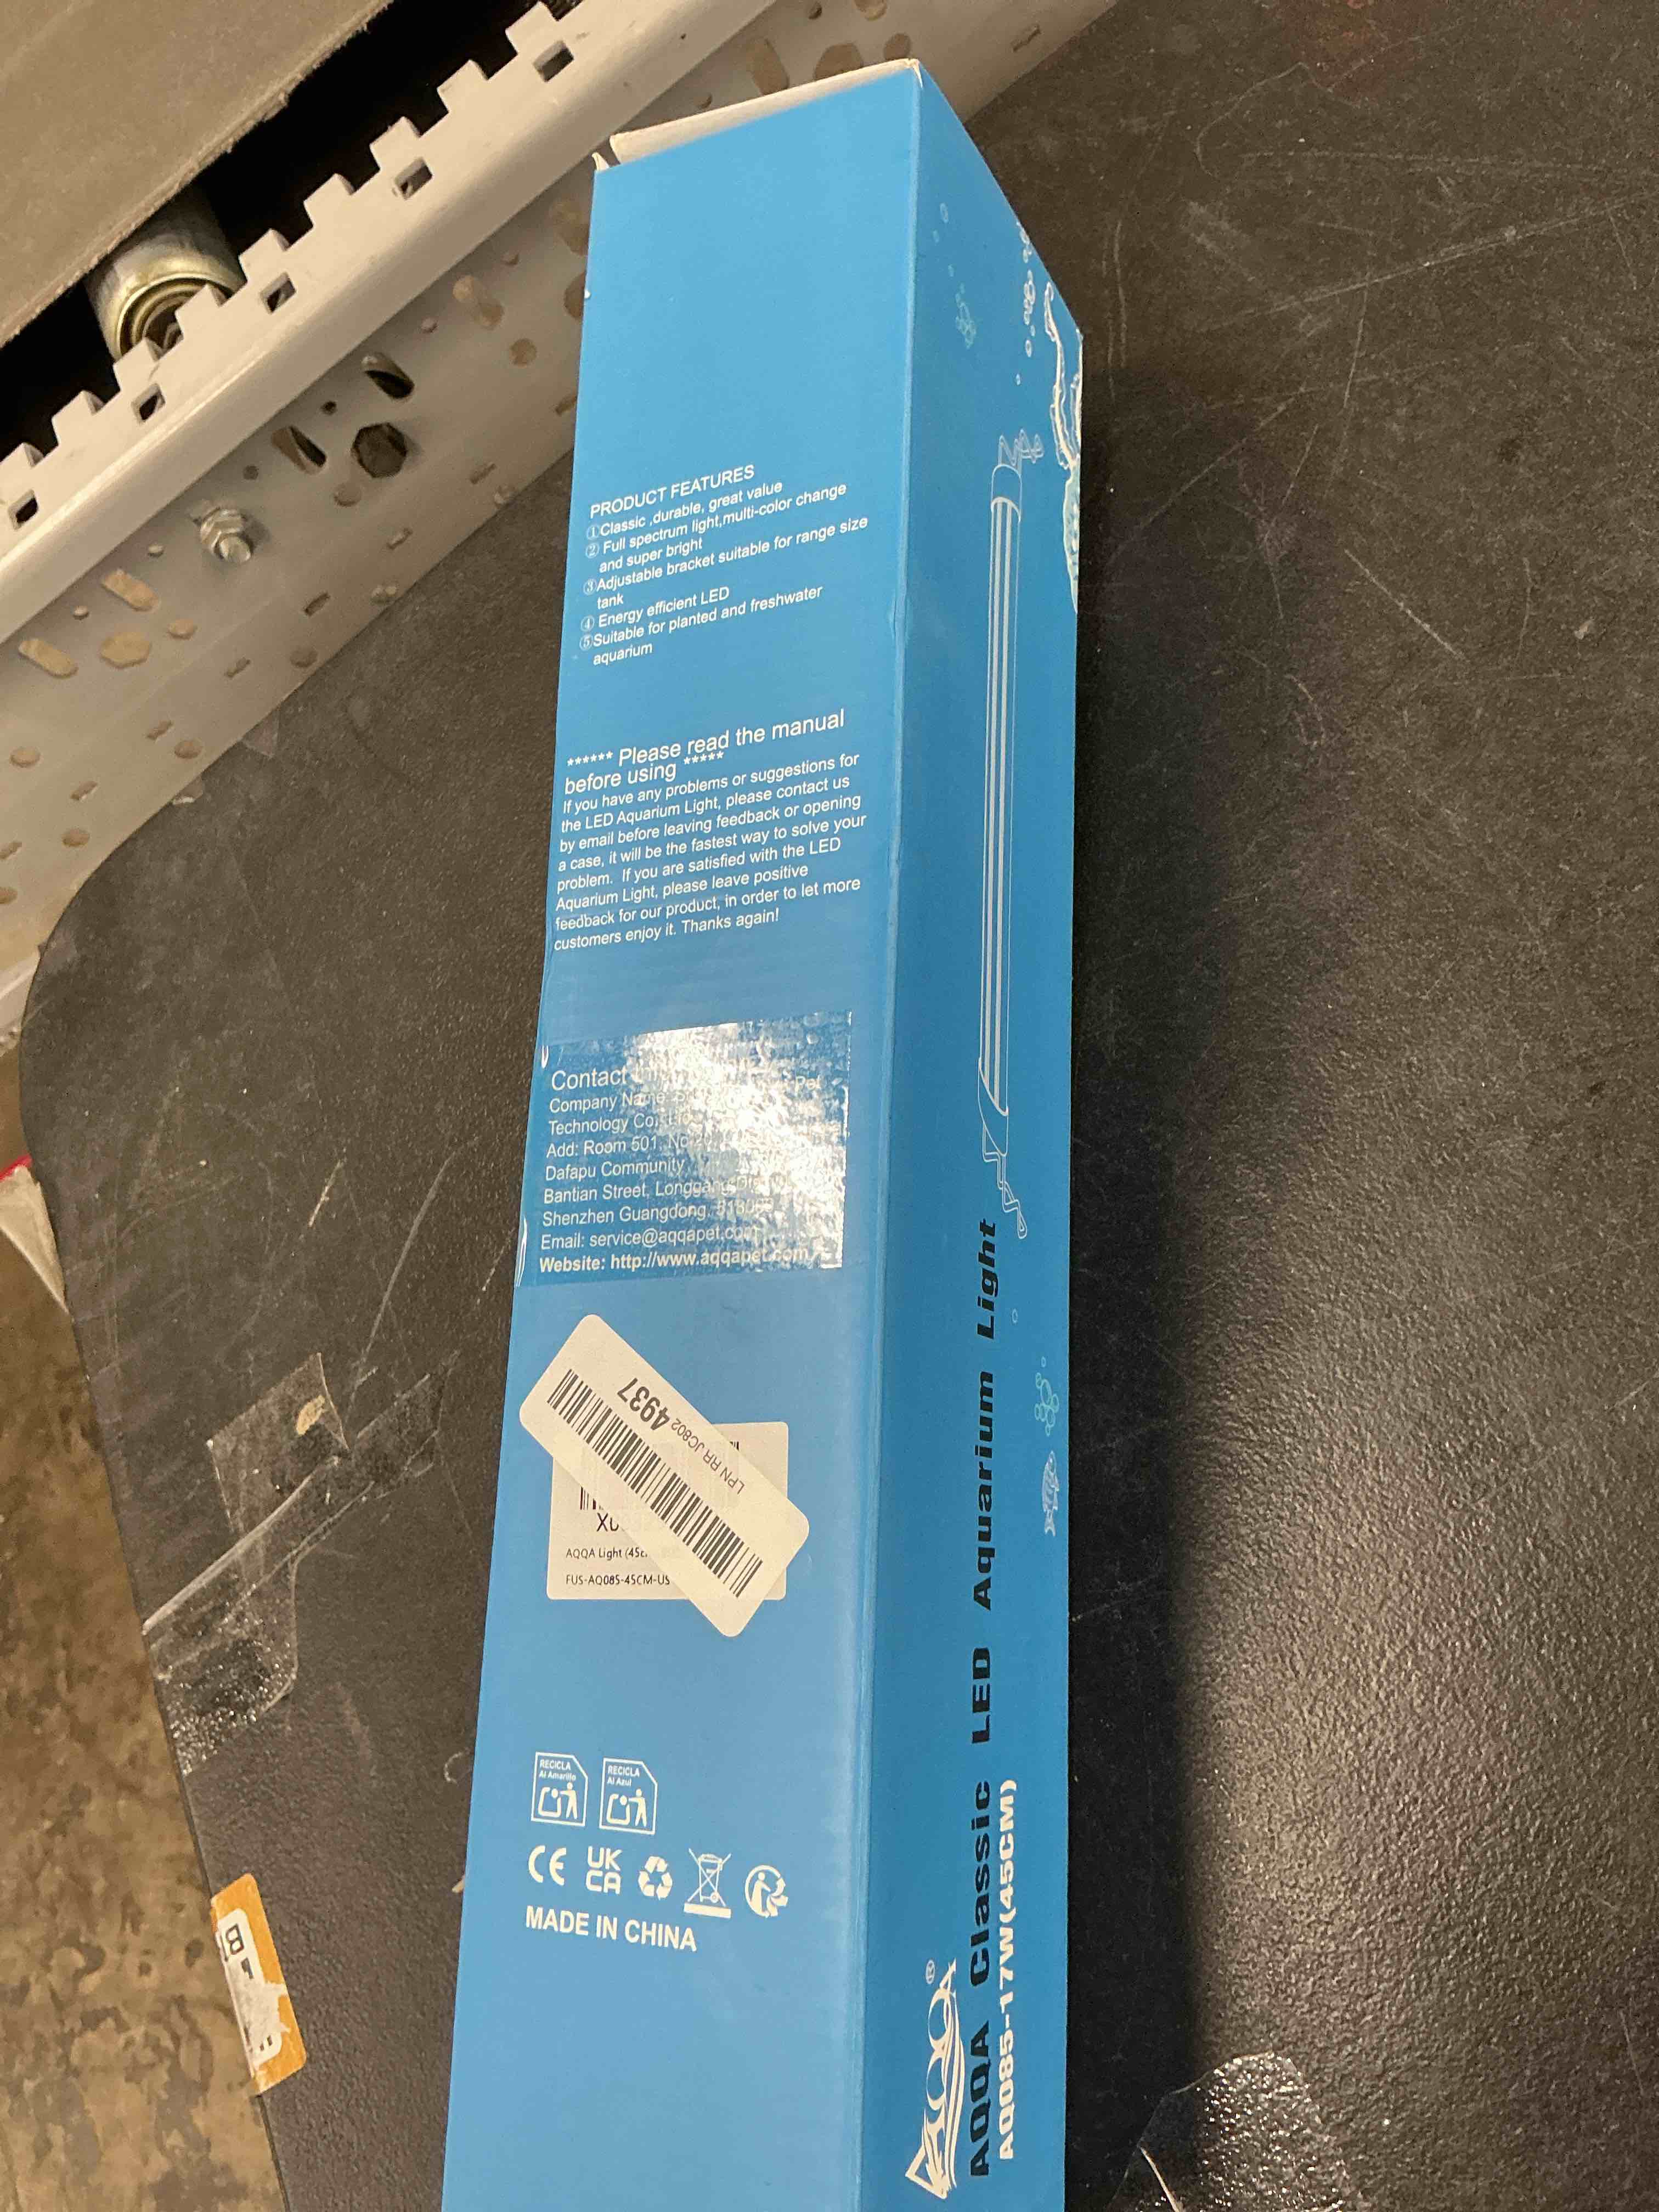 PRODUCT FEATURES
①Classic ,durable, great value
② Full spectrum light,multi-color change
and super bright
③Adjustable bracket suitable for range size
tank
④ Energy efficient LED
⑤Suitable for planted and freshwater
aquarium
****** Please read the manual
before using *****
If you have any problems or suggestions for
the LED Aquarium Light, please contact us
by email before leaving feedback or opening
a case, it will be the fastest way to solve your
problem. If you are satisfied with the LED
Aquarium Light, please leave positive
feedback for our product, in order to let more
customers enjoy it. Thanks again!
Contact
Company Name: Pet
Technology Co.
Add: Room 501,
Dafapu Community,
Bantian Street, Longgang
Shenzhen Guangdong,
Email: service@aqqapet.com
Website: http://www.aqqapet.com
LPN RR JC802 4937
AQQA Light
FUS-AQ085-45CM-US
RECICLA
Al Amarillo
RECICLA
Al Azul
CE
UK
CA
MADE IN CHINA
AQQA ®
AQQA Classic LED Aquarium Light
AQ085-17W(45CM)